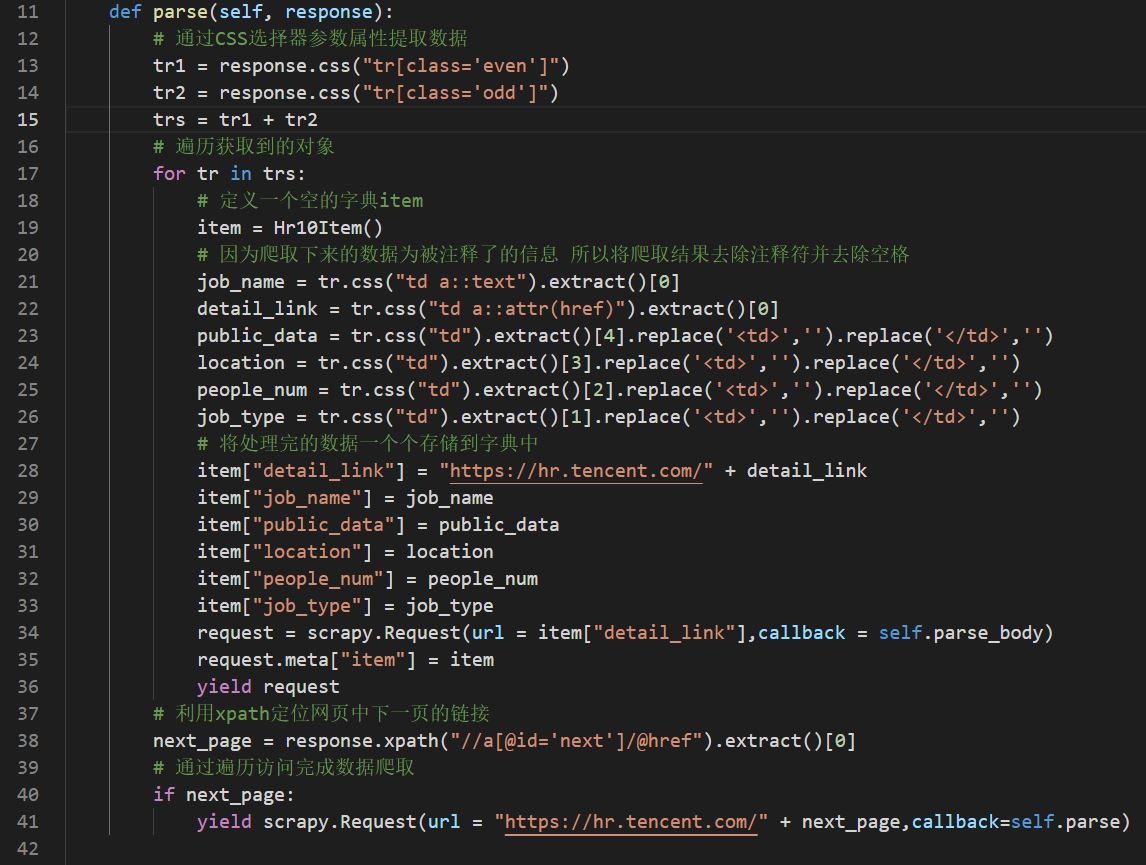 11 def parse(self, response):
12 # 通过CSS选择器参数属性提取数据
13 tr1 = response.css("tr[class='even']")
14 tr2 = response.css("tr[class='odd']")
15 trs = tr1 + tr2
16 # 遍历获取到的对象
17 for tr in trs:
18 # 定义一个空的字典item
19 item = Hr10Item()
20 # 因为爬取下来的数据为被注释了的信息 所以将爬取结果去除注释符并去除空格
21 job_name = tr.css("td a::text").extract()[0]
22 detail_link = tr.css("td a::attr(href)").extract()[0]
23 public_data = tr.css("td").extract()[4].replace('<td>','').replace('</td>','')
24 location = tr.css("td").extract()[3].replace('<td>','').replace('</td>','')
25 people_num = tr.css("td").extract()[2].replace('<td>','').replace('</td>','')
26 job_type = tr.css("td").extract()[1].replace('<td>','').replace('</td>','')
27 # 将处理完的数据一个个存储到字典中
28 item["detail_link"] = "https://hr.tencent.com/" + detail_link
29 item["job_name"] = job_name
30 item["public_data"] = public_data
31 item["location"] = location
32 item["people_num"] = people_num
33 item["job_type"] = job_type
34 request = scrapy.Request(url = item["detail_link"],callback = self.parse_body)
35 request.meta["item"] = item
36 yield request
37 # 利用xpath定位网页中下一页的链接
38 next_page = response.xpath("//a[@id='next']/@href").extract()[0]
39 # 通过遍历访问完成数据爬取
40 if next_page:
41 yield scrapy.Request(url = "https://hr.tencent.com/" + next_page,callback=self.parse)
42